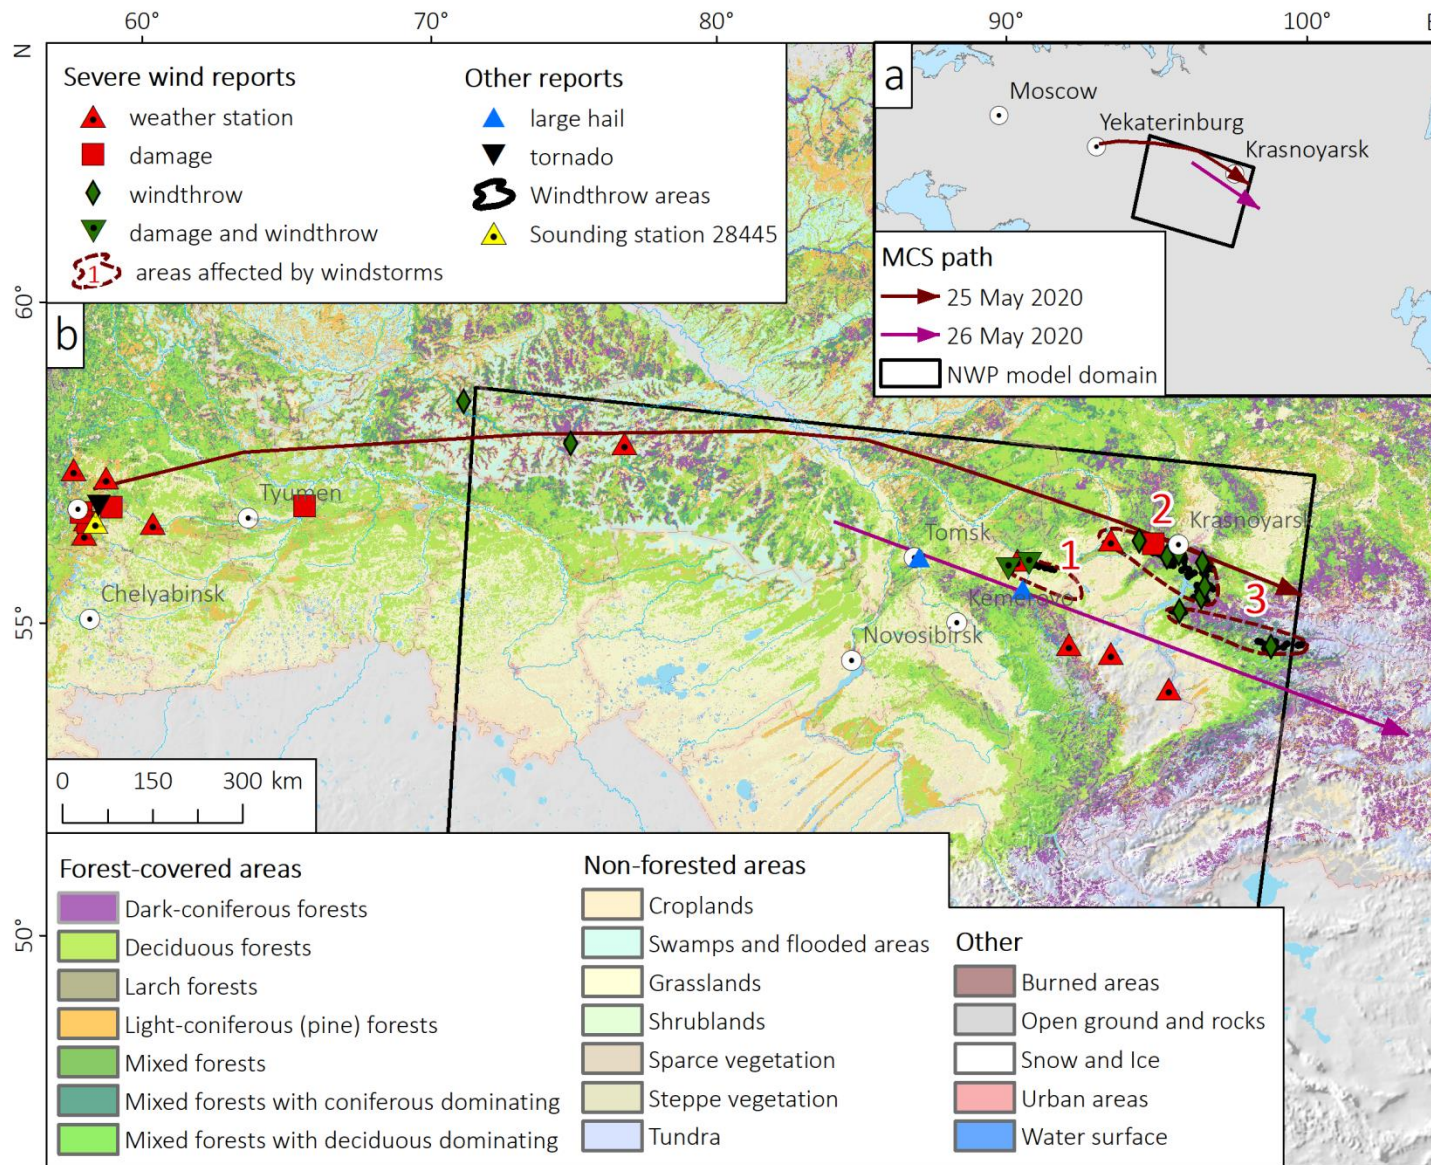 60° 70° 80° 90° 100° E
N
Severe wind reports
weather station
damage
windthrow
damage and windthrow
1 areas affected by windstorms
Other reports
large hail
tornado
Windthrow areas
Sounding station 28445
a
Moscow
Yekaterinburg
Krasnoyarsk
MCS path
25 May 2020
26 May 2020
NWP model domain
60°
b
Tyumen
Chelyabinsk
Tomsk
Kemerovo
Novosibirsk
Krasnoyarsk
1
2
3
55°
0 150 300 km
50°
Forest-covered areas
Dark-coniferous forests
Deciduous forests
Larch forests
Light-coniferous (pine) forests
Mixed forests
Mixed forests with coniferous dominating
Mixed forests with deciduous dominating
Non-forested areas
Croplands
Swamps and flooded areas
Grasslands
Shrublands
Sparce vegetation
Steppe vegetation
Tundra
Other
Burned areas
Open ground and rocks
Snow and Ice
Urban areas
Water surface